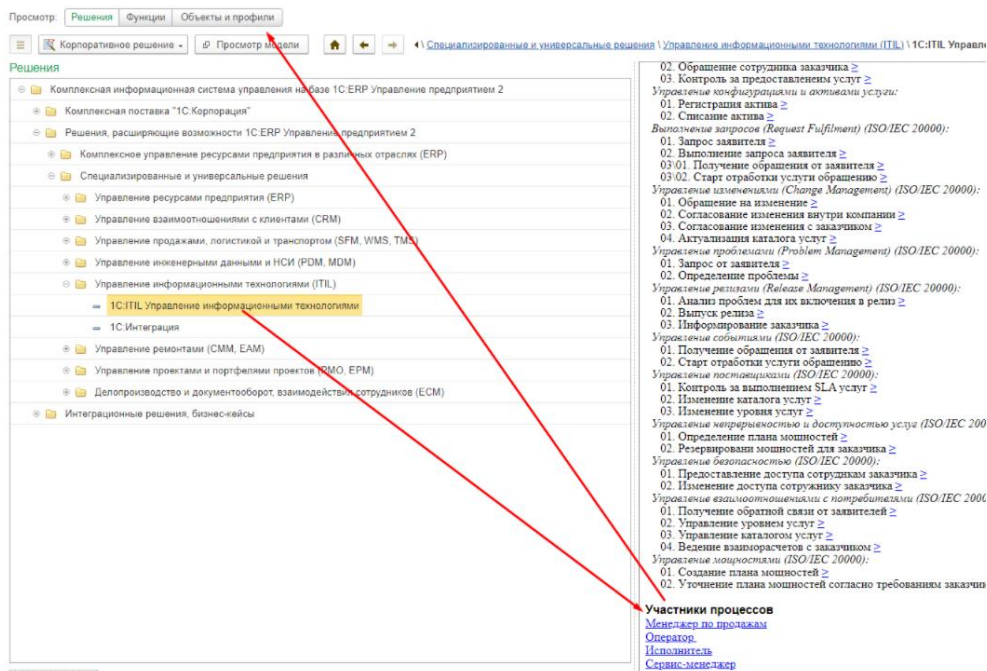 Просмотр: Решения Функции Объекты и профили
Корпоративное решение Просмотр модели \ Специализированные и универсальные решения \ Управление информационными технологиями (ITIL) \ 1C:ITIL Управле
Решения
Комплексная информационная система управления на базе 1С:ERP Управление предприятием 2
Комплексная поставка "1С:Корпорация"
Решения, расширяющие возможности 1С:ERP Управление предприятием 2
Комплексное управление ресурсами предприятия в различных отраслях (ERP)
Специализированные и универсальные решения
Управление ресурсами предприятия (ERP)
Управление взаимоотношениями с клиентами (CRM)
Управление продажами, логистикой и транспортом (SFM, WMS, TMS)
Управление инженерными данными и НСИ (PDM, MDM)
Управление информационными технологиями (ITIL)
1С:ITIL Управление информационными технологиями
1С:Интеграция
Управление ремонтами (CMM, EAM)
Управление проектами и портфелями проектов (PMO, EPM)
Делопроизводство и документооборот, взаимодействия сотрудников (ECM)
Интеграционные решения, бизнес-кейсы
02. Обращение сотрудника заказчика >
03. Контроль за предоставленеим услуг >
Управление конфигурациями и активами услуги:
01. Регистрация актива >
02. Списание актива >
Выполнение запросов (Request Fulfilment) (ISO/IEC 20000):
01. Запрос заявителя >
02. Выполнение запроса заявителя >
03\01. Получение обращения от заявителя >
03\02. Старт отработки услуги обращению >
Управление изменениями (Change Management) (ISO/IEC 20000):
01. Обращение на изменение >
02. Согласование изменения внутри компании >
03. Согласование изменения с заказчиком >
04. Актуализация каталога услуг >
Управление проблемами (Problem Management) (ISO/IEC 20000):
01. Запрос от заявителя >
02. Определение проблемы >
Управление релизами (Release Management) (ISO/IEC 20000):
01. Анализ проблем для их включения в релиз >
02. Выпуск релиза >
03. Информирование заказчика >
Управление событиями (ISO/IEC 20000):
01. Получение обращения от заявителя >
02. Старт отработки услуги обращению >
Управление поставщиками (ISO/IEC 20000):
01. Контроль за выполнением SLA услуг >
02. Изменение каталога услуг >
03. Изменение уровня услуг >
Управление непрерывностью и доступностью услуг (ISO/IEC 200
01. Определение плана мощностей >
02. Резервировани мощностей для заказчика >
Управление безопасностью (ISO/IEC 20000):
01. Предоставление доступа сотруднкам заказчика >
02. Изменение доступа сотружнику заказчика >
Управление взаимоотношениями с потребителями (ISO/IEC 2000
01. Получение обратной связи от заявителей >
02. Управление уровнем услуг >
03. Управление каталогом услуг >
04. Ведение взаиморасчетов с заказчиком >
Управление мощностями (ISO/IEC 20000):
01. Создание плана мощностей >
02. Уточнение плана мощностей согласно требованиям заказчик
Участники процессов
Менеджер по продажам
Оператор
Исполнитель
Сервис-менеджер